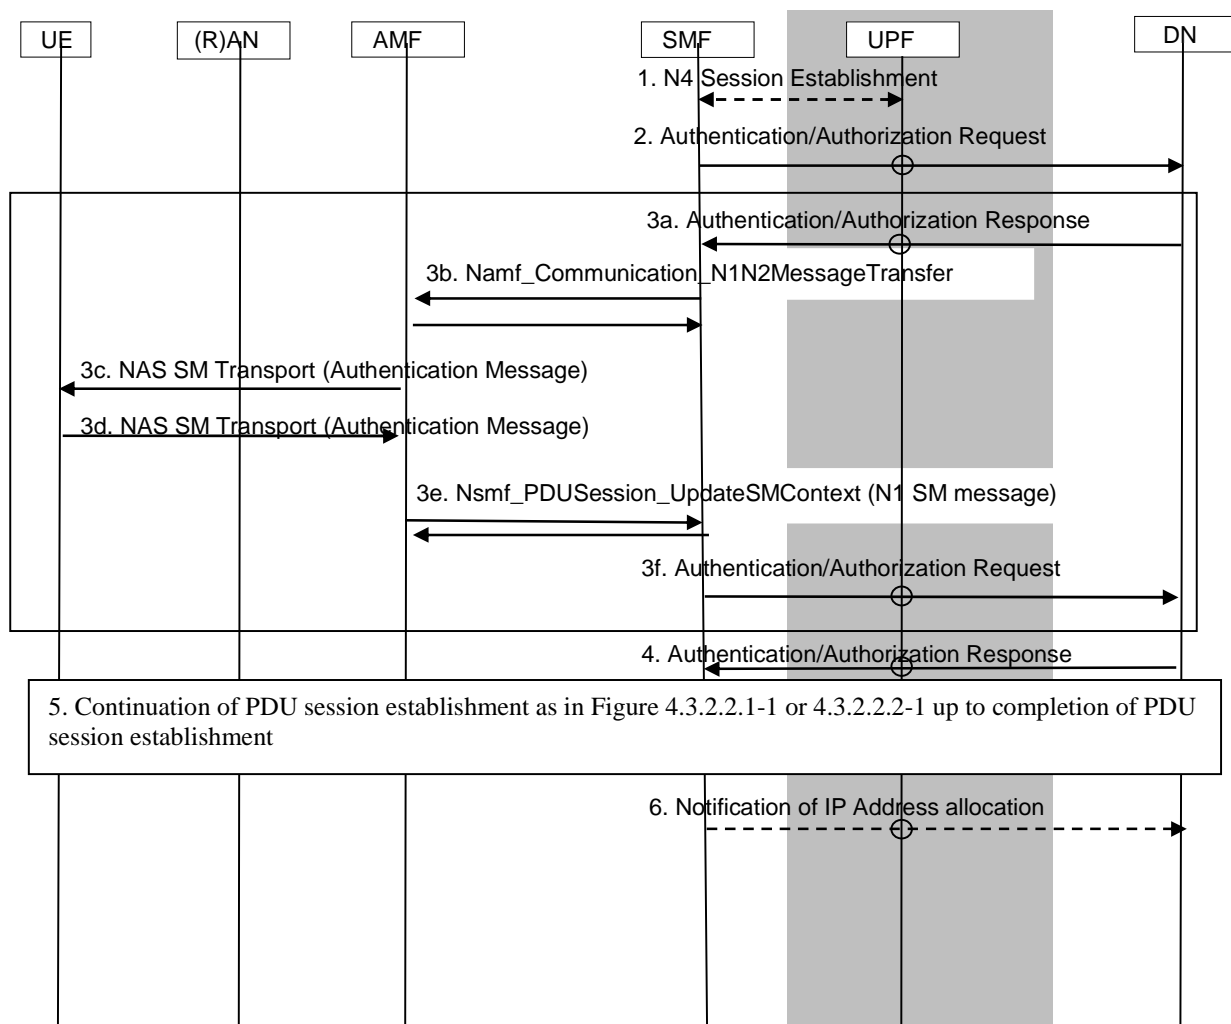 UE
(R)AN
AMF
SMF
UPF
DN
1. N4 Session Establishment
2. Authentication/Authorization Request
3a. Authentication/Authorization Response
3b. Namf_Communication_N1N2MessageTransfer
3c. NAS SM Transport (Authentication Message)
3d. NAS SM Transport (Authentication Message)
3e. Nsmf_PDUSession_UpdateSMContext (N1 SM message)
3f. Authentication/Authorization Request
4. Authentication/Authorization Response
5. Continuation of PDU session establishment as in Figure 4.3.2.2.1-1 or 4.3.2.2.2-1 up to completion of PDU
session establishment
6. Notification of IP Address allocation